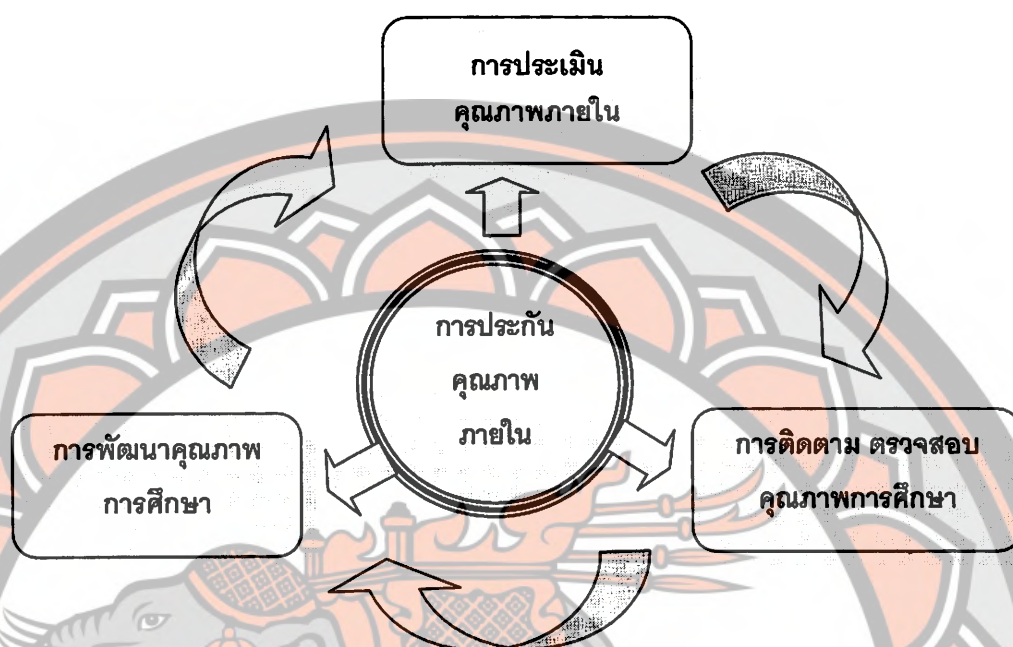 การประเมิน
คุณภาพภายใน
การประกัน
คุณภาพ
ภายใน
การพัฒนาคุณภาพ
การศึกษา
การติดตาม ตรวจสอบ
คุณภาพการศึกษา